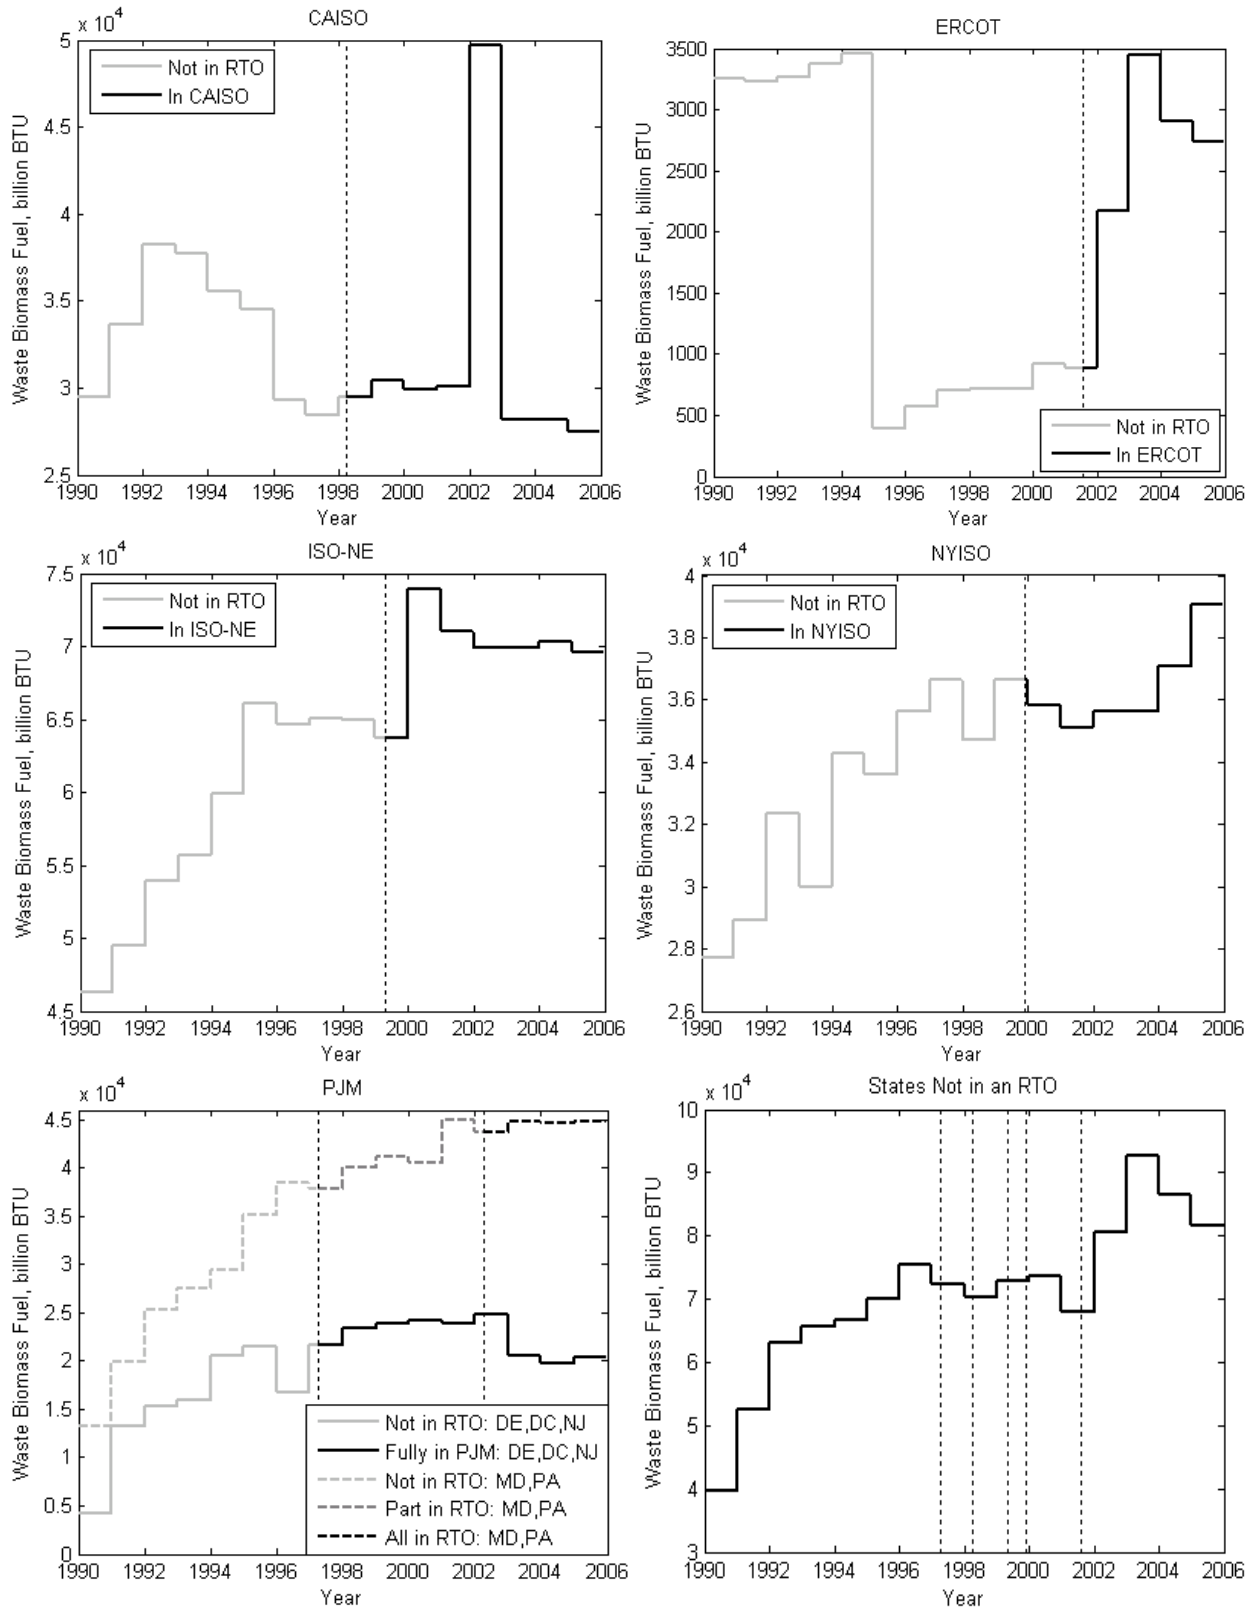 CAISO
x 10⁴
Waste Biomass Fuel, billion BTU
5
4.5
4
3.5
3
2.5
Not in RTO
In CAISO
1990 1992 1994 1996 1998 2000 2002 2004 2006
Year
ERCOT
Waste Biomass Fuel, billion BTU
3500
3000
2500
2000
1500
1000
500
0
Not in RTO
In ERCOT
1990 1992 1994 1996 1998 2000 2002 2004 2006
Year
ISO-NE
x 10⁴
Waste Biomass Fuel, billion BTU
7.5
7
6.5
6
5.5
5
4.5
Not in RTO
In ISO-NE
1990 1992 1994 1996 1998 2000 2002 2004 2006
Year
NYISO
x 10⁴
Waste Biomass Fuel, billion BTU
4
3.8
3.6
3.4
3.2
3
2.8
2.6
Not in RTO
In NYISO
1990 1992 1994 1996 1998 2000 2002 2004 2006
Year
PJM
x 10⁴
Waste Biomass Fuel, billion BTU
4.5
4
3.5
3
2.5
2
1.5
1
0.5
0
Not in RTO: DE,DC,NJ
Fully in PJM: DE,DC,NJ
Not in RTO: MD,PA
Part in RTO: MD,PA
All in RTO: MD,PA
1990 1992 1994 1996 1998 2000 2002 2004 2006
Year
States Not in an RTO
x 10⁴
Waste Biomass Fuel, billion BTU
10
9
8
7
6
5
4
3
1990 1992 1994 1996 1998 2000 2002 2004 2006
Year